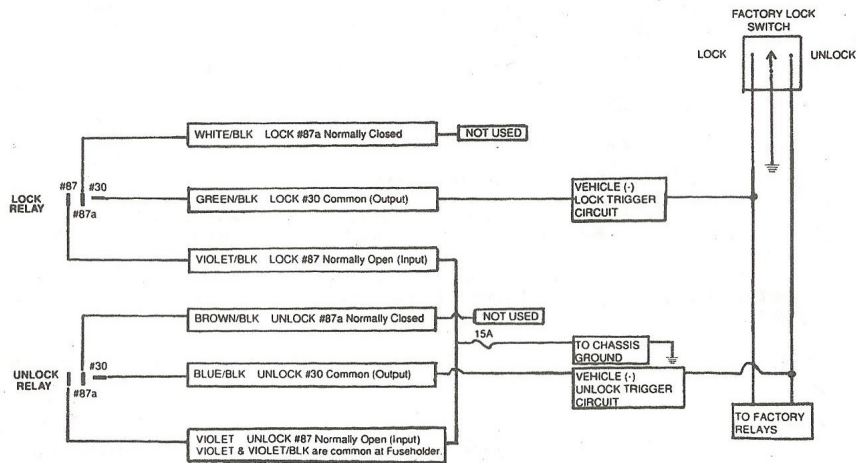 FACTORY LOCK
SWITCH
LOCK
UNLOCK
WHITE/BLK LOCK #87a Normally Closed
NOT USED
#87
#30
#87a
LOCK
RELAY
GREEN/BLK LOCK #30 Common (Output)
VEHICLE (-)
LOCK TRIGGER
CIRCUIT
VIOLET/BLK LOCK #87 Normally Open (Input)
BROWN/BLK UNLOCK #87a Normally Closed
NOT USED
15A
TO CHASSIS
GROUND
#30
#87a
UNLOCK
RELAY
BLUE/BLK UNLOCK #30 Common (Output)
VEHICLE (-)
UNLOCK TRIGGER
CIRCUIT
TO FACTORY
RELAYS
VIOLET UNLOCK #87 Normally Open (Input)
VIOLET & VIOLET/BLK are common at Fuseholder.